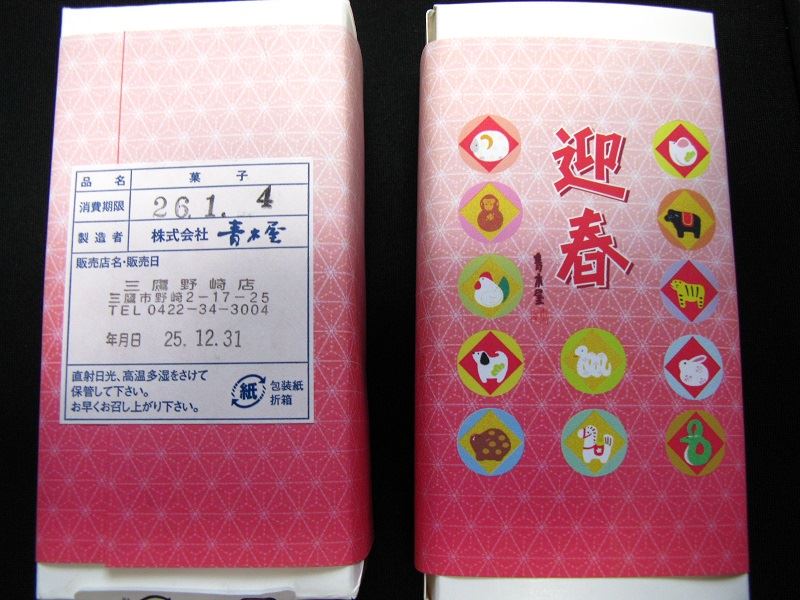 品名 菓子
消費期限 26.1.4
製造者 株式会社 青木屋
販売店名・販売日
三鷹野崎店
三鷹市野崎2-17-25
TEL 0422-34-3004
年月日 25.12.31
直射日光、高温多湿をさけて
保管して下さい。
お早くお召し上がり下さい。
紙
包装紙
折箱
迎春
青木屋